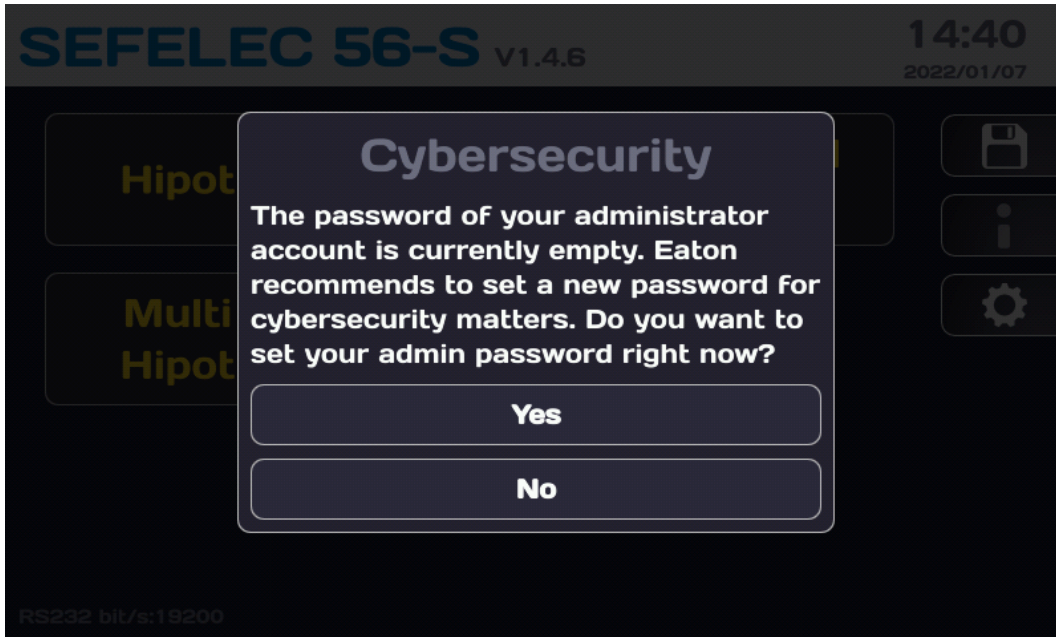 SEFELEC 56-S V1.4.6
14:40
2022/01/07
Hipot
Cybersecurity
The password of your administrator
account is currently empty. Eaton
recommends to set a new password for
cybersecurity matters. Do you want to
set your admin password right now?
Multi
Hipot
Yes
No
RS232 bit/s:19200